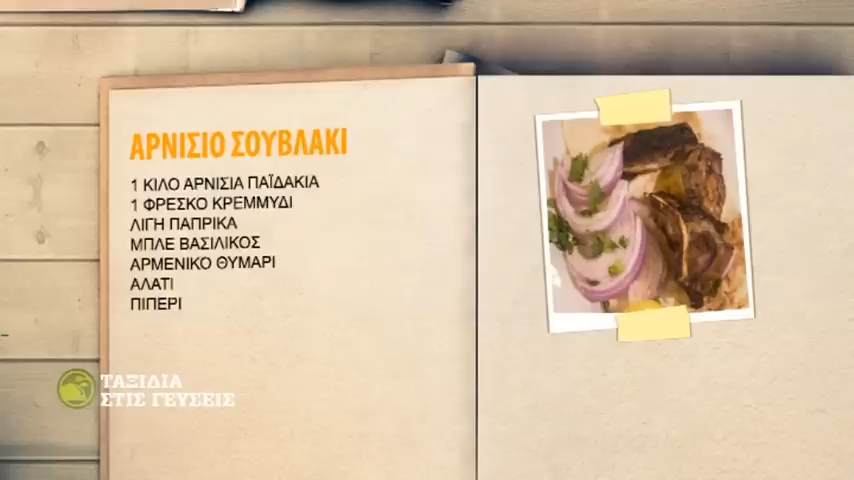 ΑΡΝΙΣΙΟ ΣΟΥΒΛΑΚΙ
1 ΚΙΛΟ ΑΡΝΙΣΙΑ ΠΑΪΔΑΚΙΑ
1 ΦΡΕΣΚΟ ΚΡΕΜΜΥΔΙ
ΛΙΓΗ ΠΑΠΡΙΚΑ
ΜΠΛΕ ΒΑΣΙΛΙΚΟΣ
ΑΡΜΕΝΙΚΟ ΘΥΜΑΡΙ
ΑΛΑΤΙ
ΠΙΠΕΡΙ
ΤΑΞΙΔΙΑ
ΣΤΙΣ ΓΕΥΣΕΙΣ